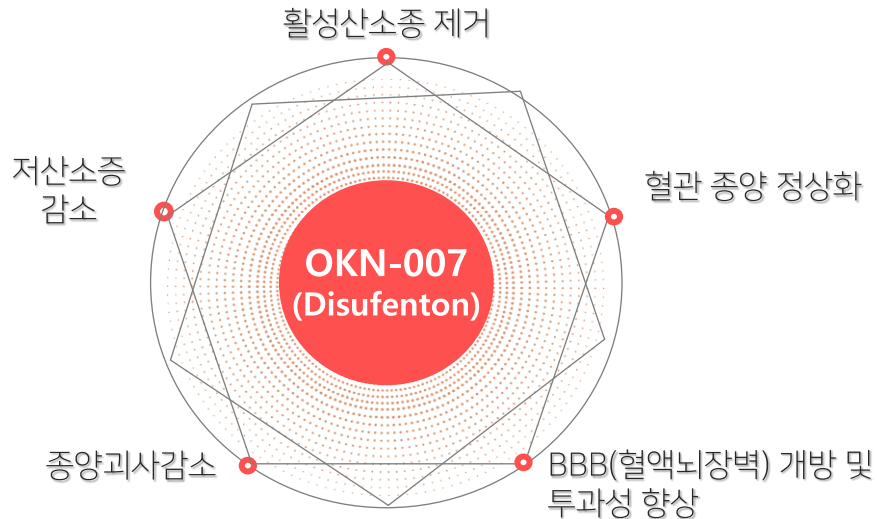 활성산소종 제거
저산소증
감소
혈관 종양 정상화
OKN-007
(Disufenton)
종양괴사감소
BBB(혈액뇌장벽) 개방 및
투과성 향상